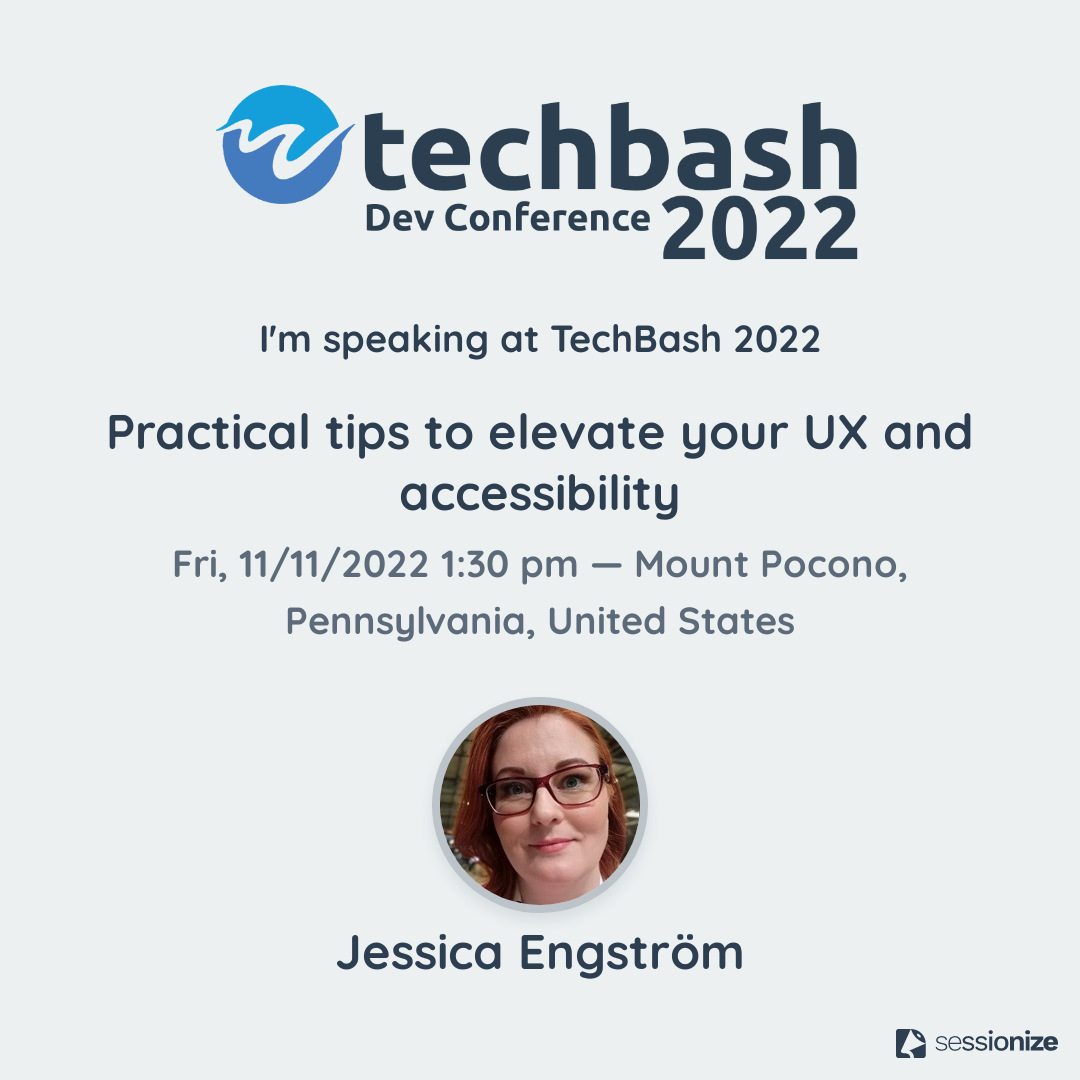 techbash
Dev Conference 2022
I'm speaking at TechBash 2022
Practical tips to elevate your UX and
accessibility
Fri, 11/11/2022 1:30 pm — Mount Pocono,
Pennsylvania, United States
Jessica Engström
sessionize